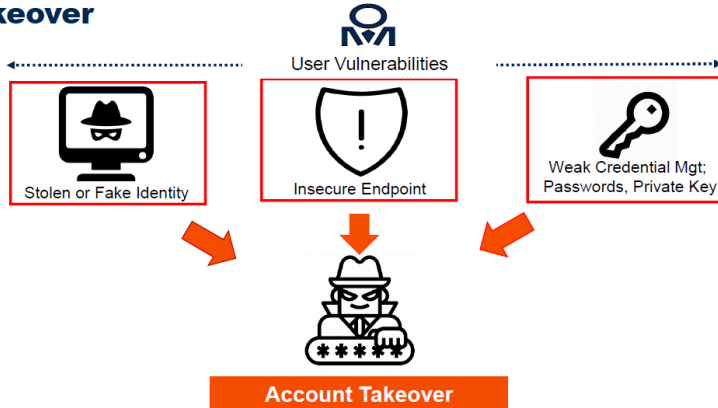 keover
User Vulnerabilities
Stolen or Fake Identity
Insecure Endpoint
Weak Credential Mgt;
Passwords, Private Key
*****
Account Takeover